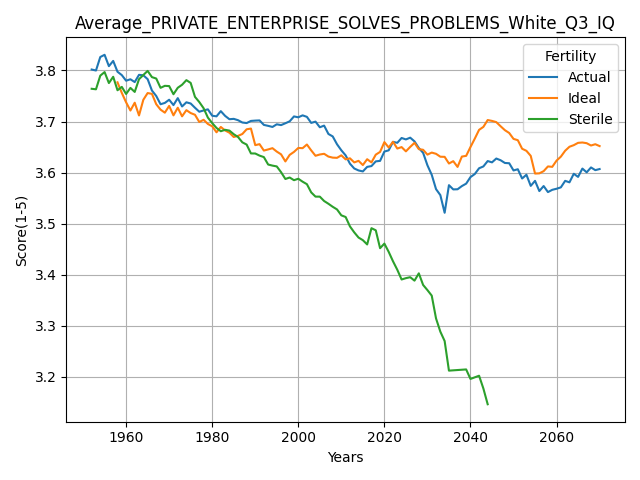 Average_PRIVATE_ENTERPRISE_SOLVES_PROBLEMS_White_Q3_IQ
Fertility
Actual
Ideal
Sterile
Score(1-5)
3.8
3.7
3.6
3.5
3.4
3.3
3.2
1960 1980 2000 2020 2040 2060
Years